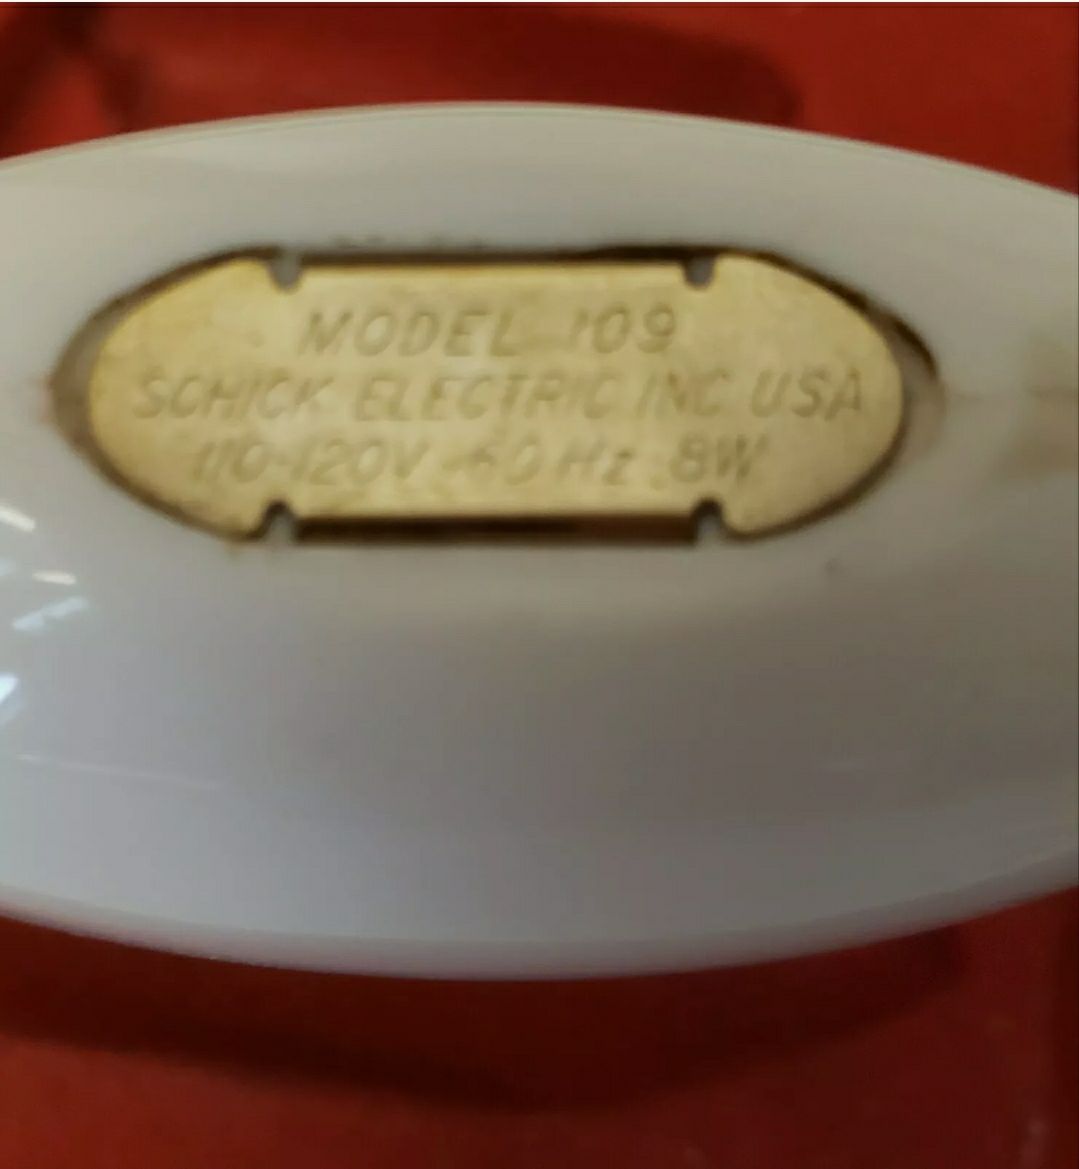 MODEL 109
SCHICK ELECTRIC INC USA
110-120V 60 Hz 8W